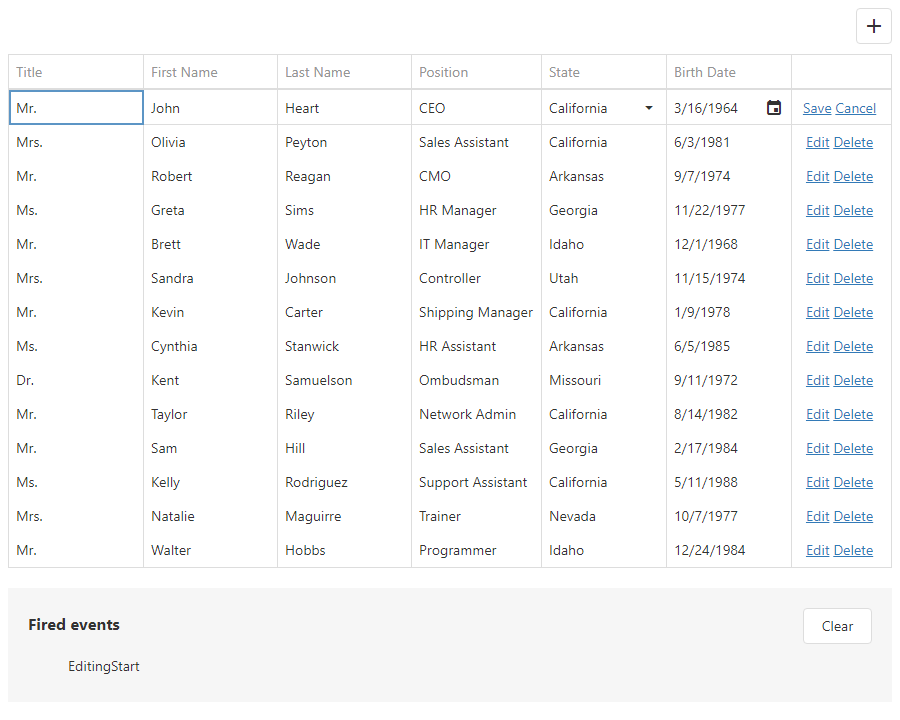 +
Title First Name Last Name Position State Birth Date
Mr. John Heart CEO California 3/16/1964 Save Cancel
Mrs. Olivia Peyton Sales Assistant California 6/3/1981 Edit Delete
Mr. Robert Reagan CMO Arkansas 9/7/1974 Edit Delete
Ms. Greta Sims HR Manager Georgia 11/22/1977 Edit Delete
Mr. Brett Wade IT Manager Idaho 12/1/1968 Edit Delete
Mrs. Sandra Johnson Controller Utah 11/15/1974 Edit Delete
Mr. Kevin Carter Shipping Manager California 1/9/1978 Edit Delete
Ms. Cynthia Stanwick HR Assistant Arkansas 6/5/1985 Edit Delete
Dr. Kent Samuelson Ombudsman Missouri 9/11/1972 Edit Delete
Mr. Taylor Riley Network Admin California 8/14/1982 Edit Delete
Mr. Sam Hill Sales Assistant Georgia 2/17/1984 Edit Delete
Ms. Kelly Rodriguez Support Assistant California 5/11/1988 Edit Delete
Mrs. Natalie Maguirre Trainer Nevada 10/7/1977 Edit Delete
Mr. Walter Hobbs Programmer Idaho 12/24/1984 Edit Delete
Fired events Clear
EditingStart